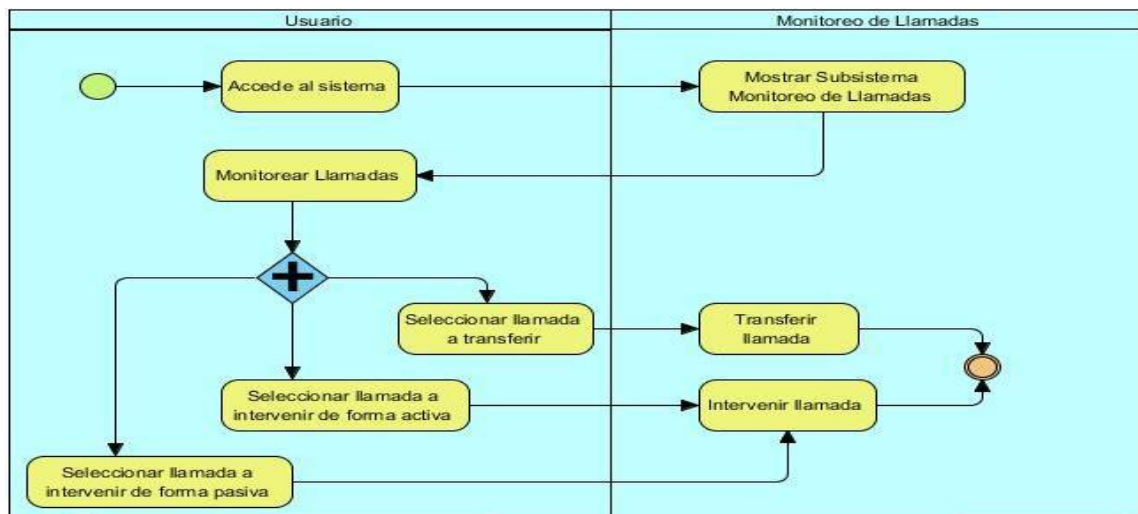 Usuario
Monitoreo de Llamadas
Accede al sistema
Mostrar Subsistema
Monitoreo de Llamadas
Monitorear Llamadas
Seleccionar llamada
a transferir
Transferir
llamada
Seleccionar llamada a
intervenir de forma activa
Intervenir llamada
Seleccionar llamada a
intervenir de forma pasiva